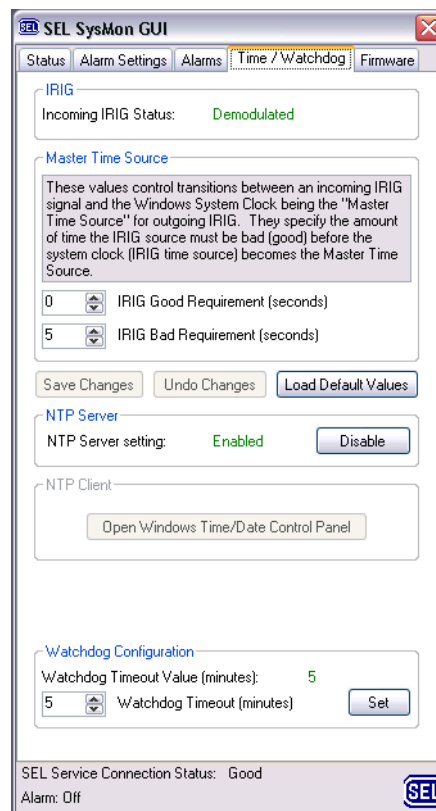 SEL SEL SysMon GUI
Status Alarm Settings Alarms Time / Watchdog Firmware
IRIG
Incoming IRIG Status: Demodulated
Master Time Source
These values control transitions between an incoming IRIG
signal and the Windows System Clock being the "Master
Time Source" for outgoing IRIG. They specify the amount
of time the IRIG source must be bad (good) before the
system clock (IRIG time source) becomes the Master Time
Source.
0 IRIG Good Requirement (seconds)
5 IRIG Bad Requirement (seconds)
Save Changes Undo Changes Load Default Values
NTP Server
NTP Server setting: Enabled Disable
NTP Client
Open Windows Time/Date Control Panel
Watchdog Configuration
Watchdog Timeout Value (minutes): 5
5 Watchdog Timeout (minutes) Set
SEL Service Connection Status: Good
Alarm: Off SEL